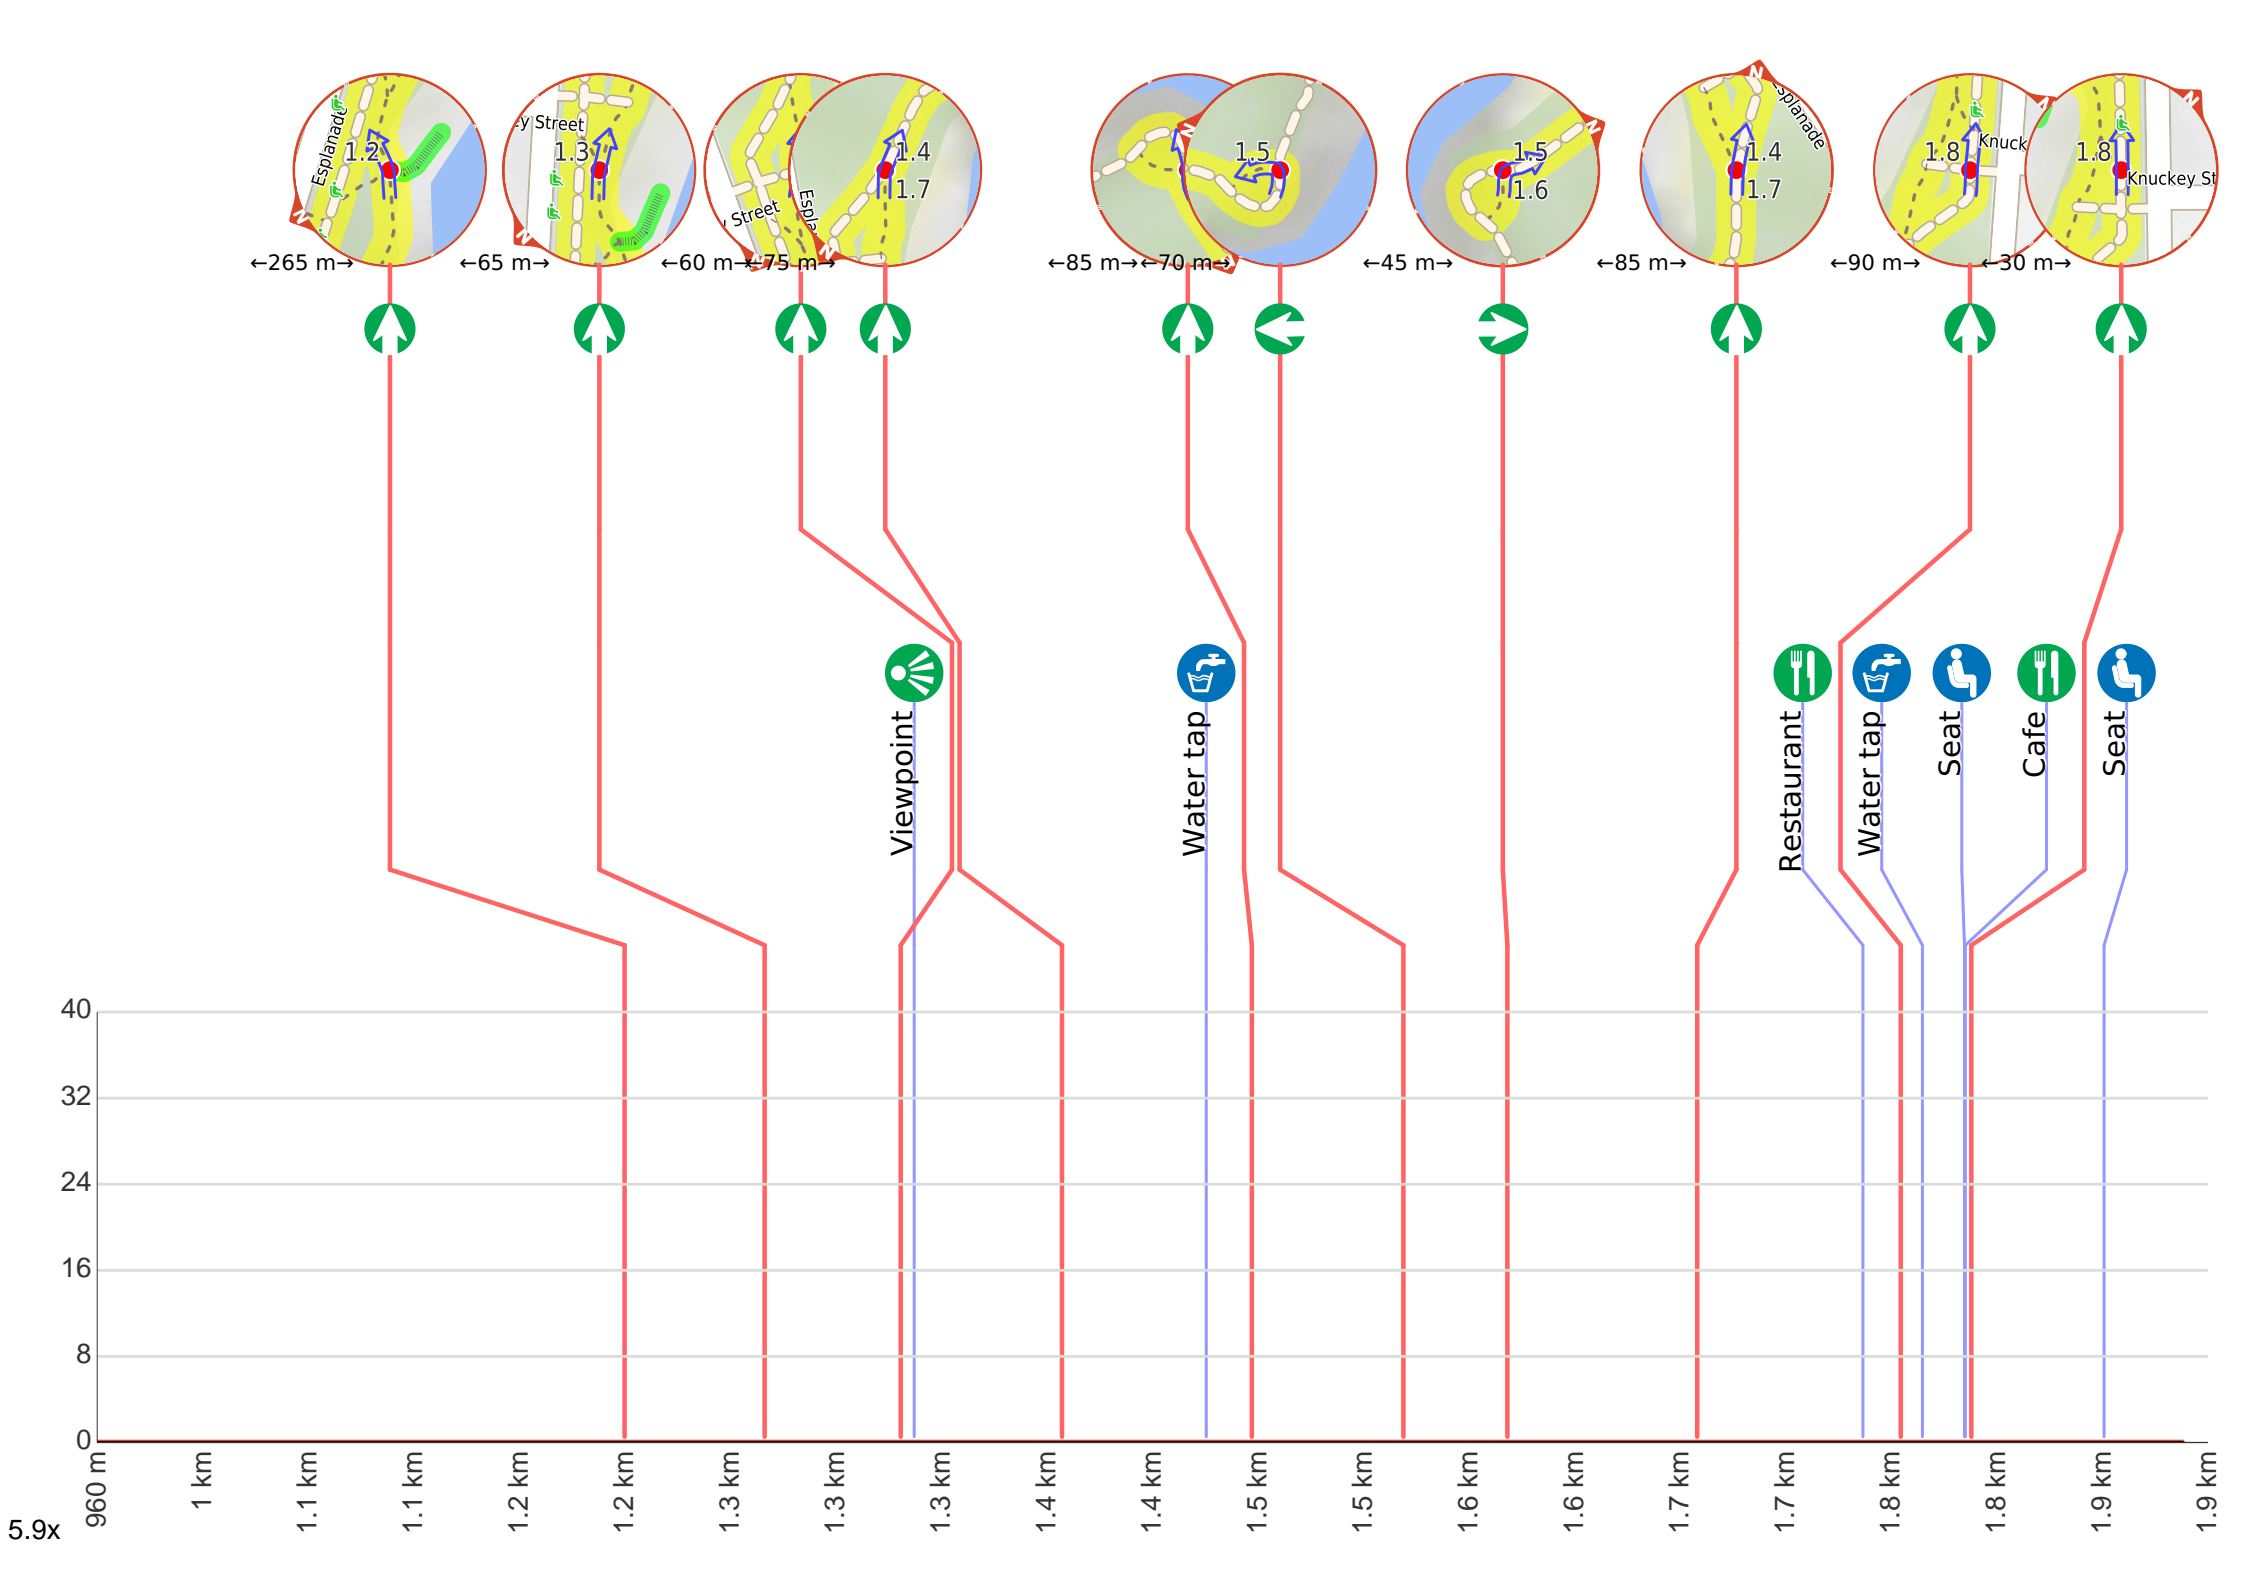 Esplanade
1.2
N
ey Street
1.3
N
y Street
Espla
1.4
1.7
N
N
1.5
N
1.5
1.6
N
N
Esplanade
1.4
1.7
Knuck
1.8
N
1.8
Knuckey St
N
←265 m→
←65 m→
←60 m→
←75 m→
←85 m→
←70 m→
←45 m→
←85 m→
←90 m→
←30 m→
Viewpoint
Water tap
Restaurant
Water tap
Seat
Cafe
Seat
40
32
24
16
8
0
960 m
1 km
1.1 km
1.1 km
1.2 km
1.2 km
1.3 km
1.3 km
1.3 km
1.4 km
1.4 km
1.5 km
1.5 km
1.6 km
1.6 km
1.7 km
1.7 km
1.8 km
1.8 km
1.9 km
1.9 km
5.9x